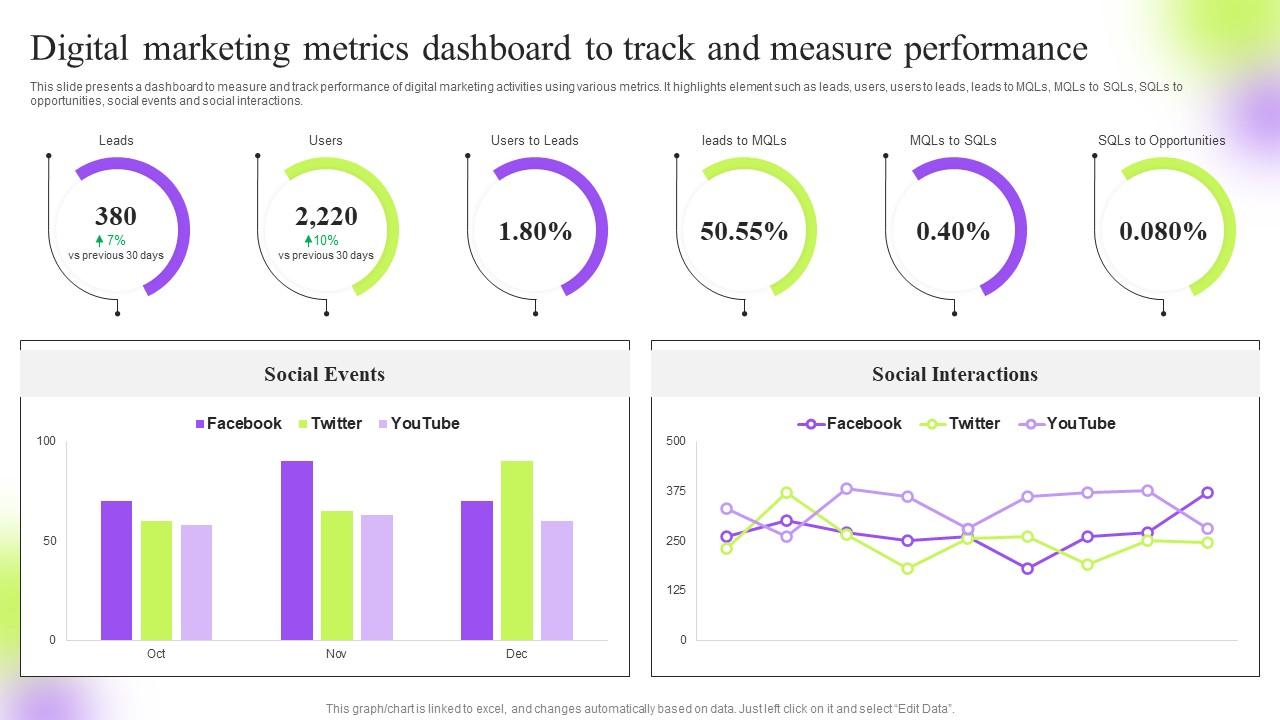 Digital marketing metrics dashboard to track and measure performance
This slide presents a dashboard to measure and track performance of digital marketing activities using various metrics. It highlights element such as leads, users, users to leads, leads to MQLs, MQLs to SQLs, SQLs to
opportunities, social events and social interactions.
Leads
380
7%
vs previous 30 days
Users
2,220
10%
vs previous 30 days
Users to Leads
1.80%
leads to MQLs
50.55%
MQLs to SQLs
0.40%
SQLs to Opportunities
0.080%
Social Events
Facebook Twitter YouTube
100
50
0
Oct Nov Dec
Social Interactions
Facebook Twitter YouTube
500
375
250
125
0
This graph/chart is linked to excel, and changes automatically based on data. Just left click on it and select “Edit Data”.